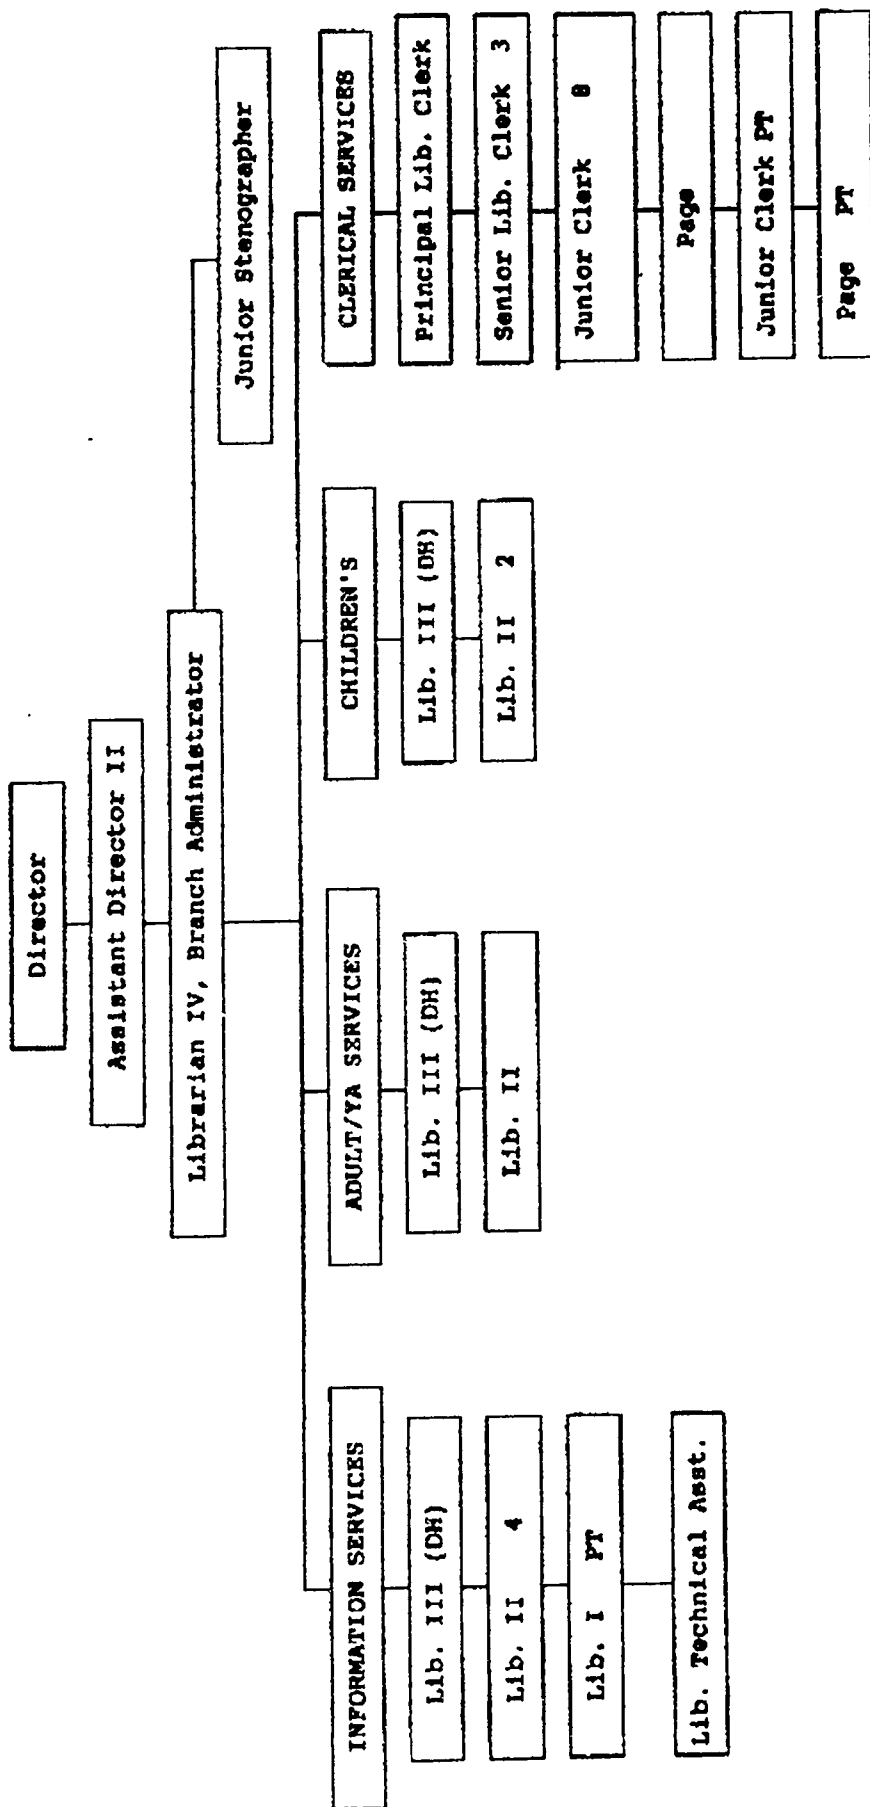 Director
Assistant Director II
Librarian IV, Branch Administrator
Junior Stenographer
INFORMATION SERVICES
Lib. III (DH)
Lib. II 4
Lib. I PT
Lib. Technical Asst.
ADULT/YA SERVICES
Lib. III (DH)
Lib. II
CHILDREN'S
Lib. III (DH)
Lib. II 2
CLERICAL SERVICES
Principal Lib. Clerk
Senior Lib. Clerk 3
Junior Clerk 8
Page
Junior Clerk PT
Page PT